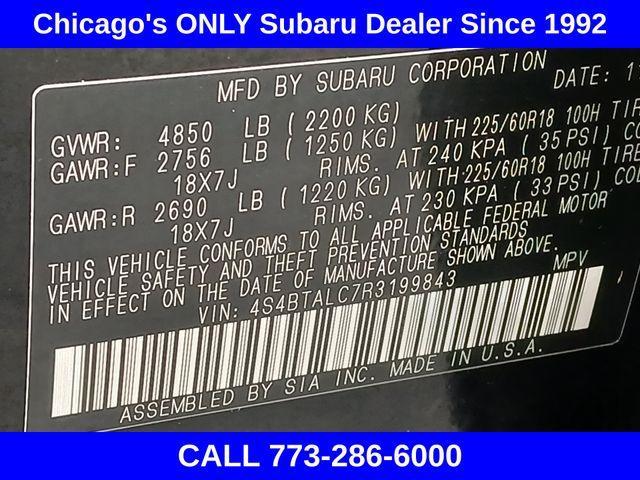 Chicago's ONLY Subaru Dealer Since 1992
MFD BY SUBARU CORPORATION DATE: 1
GVWR: 4850 LB ( 2200 KG)
GAWR:F 2756 LB ( 1250 KG) WITH 225/60R18 100H TIRE
18X7J RIMS. AT 240 KPA ( 35 PSI) CO
GAWR:R 2690 LB ( 1220 KG) WITH 225/60R18 100H TIRE
18X7J RIMS. AT 230 KPA ( 33 PSI) COL
THIS VEHICLE CONFORMS TO ALL APPLICABLE FEDERAL MOTOR
VEHICLE SAFETY AND THEFT PREVENTION STANDARDS
IN EFFECT ON THE DATE OF MANUFACTURE SHOWN ABOVE.
VIN: 4S4BTALC7R3199843 MPV
ASSEMBLED BY SIA INC. MADE IN U.S.A.
CALL 773-286-6000